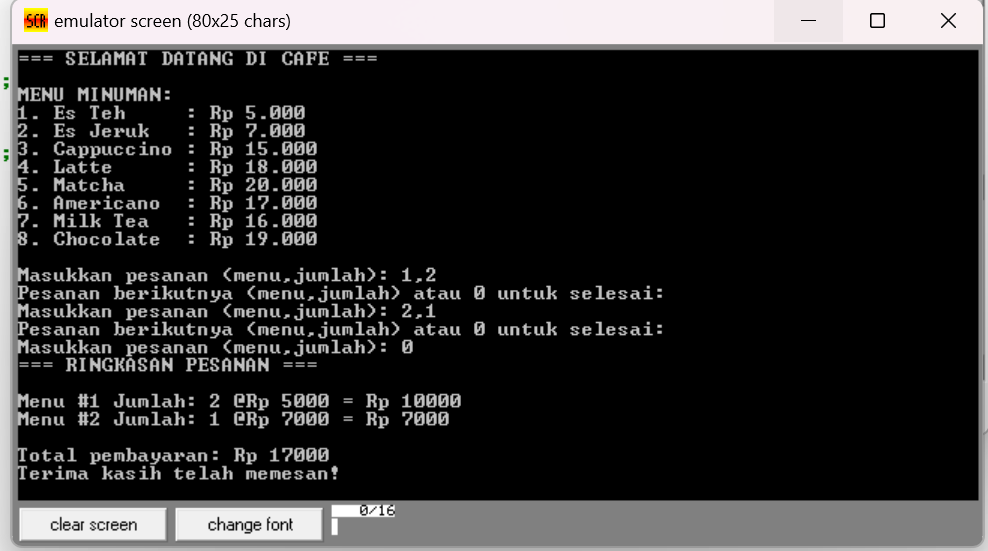 SCR emulator screen (80x25 chars)
=== SELAMAT DATANG DI CAFE ===
;
MENU MINUMAN:
1. Es Teh : Rp 5.000
2. Es Jeruk : Rp 7.000
;
3. Cappuccino : Rp 15.000
4. Latte : Rp 18.000
5. Matcha : Rp 20.000
6. Americano : Rp 17.000
7. Milk Tea : Rp 16.000
8. Chocolate : Rp 19.000
Masukkan pesanan (menu,jumlah): 1,2
Pesanan berikutnya (menu,jumlah) atau 0 untuk selesai:
Masukkan pesanan (menu,jumlah): 2,1
Pesanan berikutnya (menu,jumlah) atau 0 untuk selesai:
Masukkan pesanan (menu,jumlah): 0
=== RINGKASAN PESANAN ===
Menu #1 Jumlah: 2 @Rp 5000 = Rp 10000
Menu #2 Jumlah: 1 @Rp 7000 = Rp 7000
Total pembayaran: Rp 17000
Terima kasih telah memesan!
clear screen change font 0/16